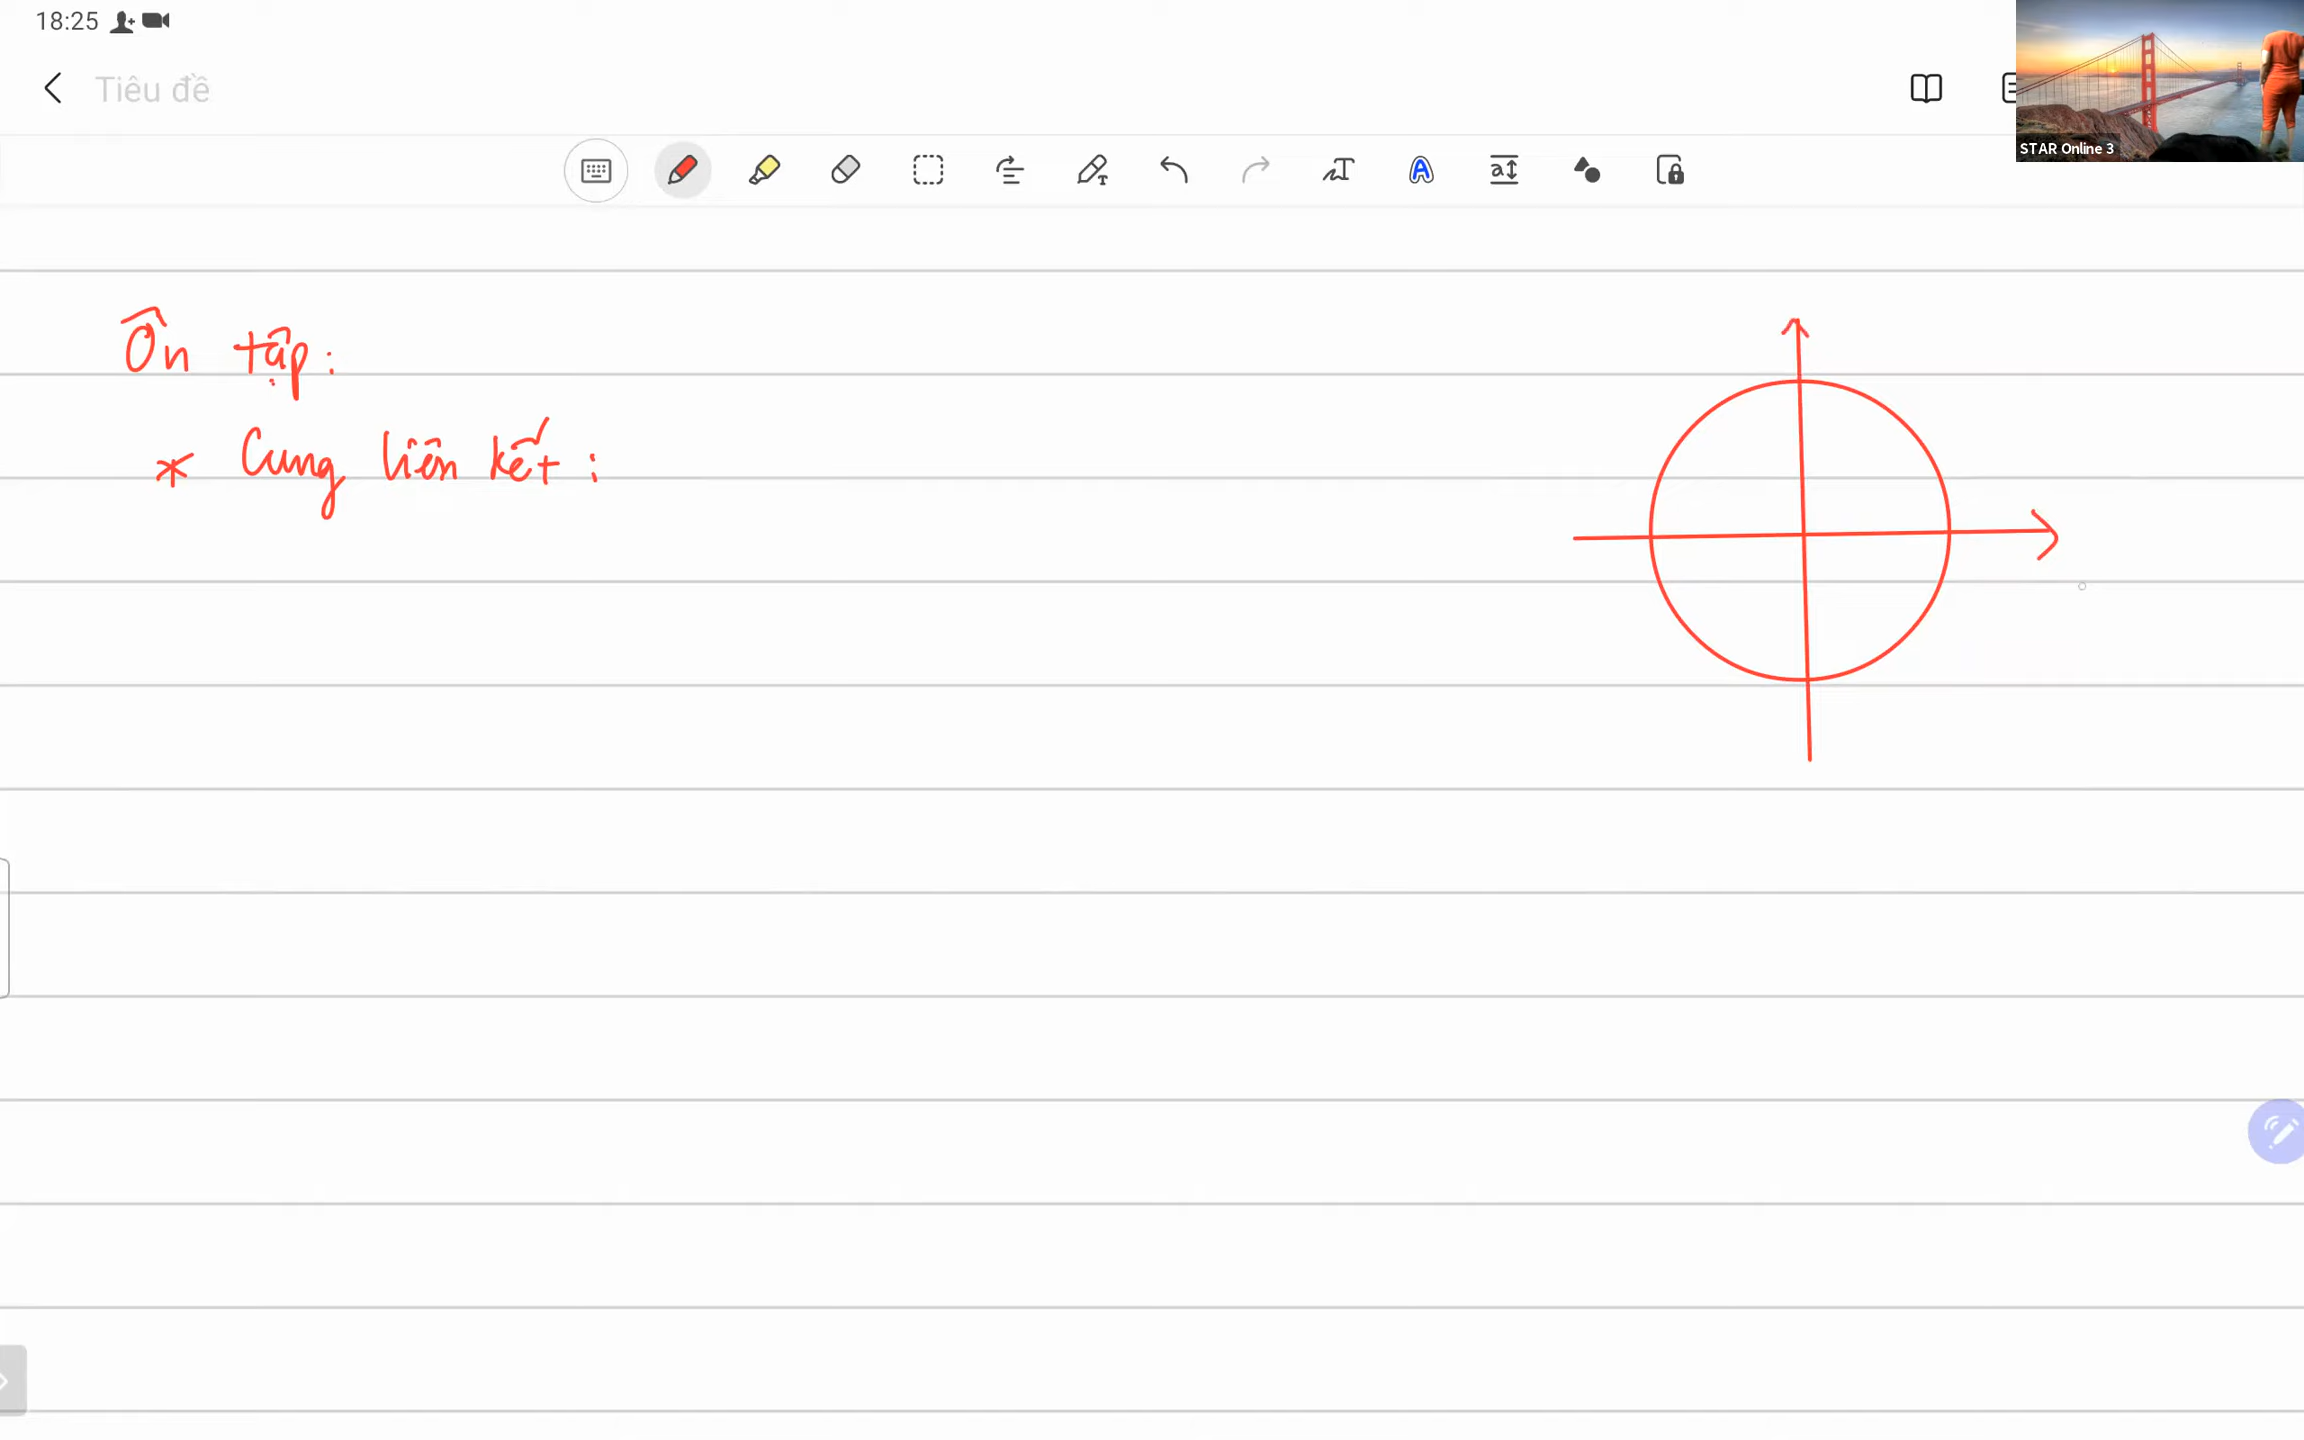 18:25
Tiêu đề
STAR Online 3
Ôn tập:
* Cung liên kết: